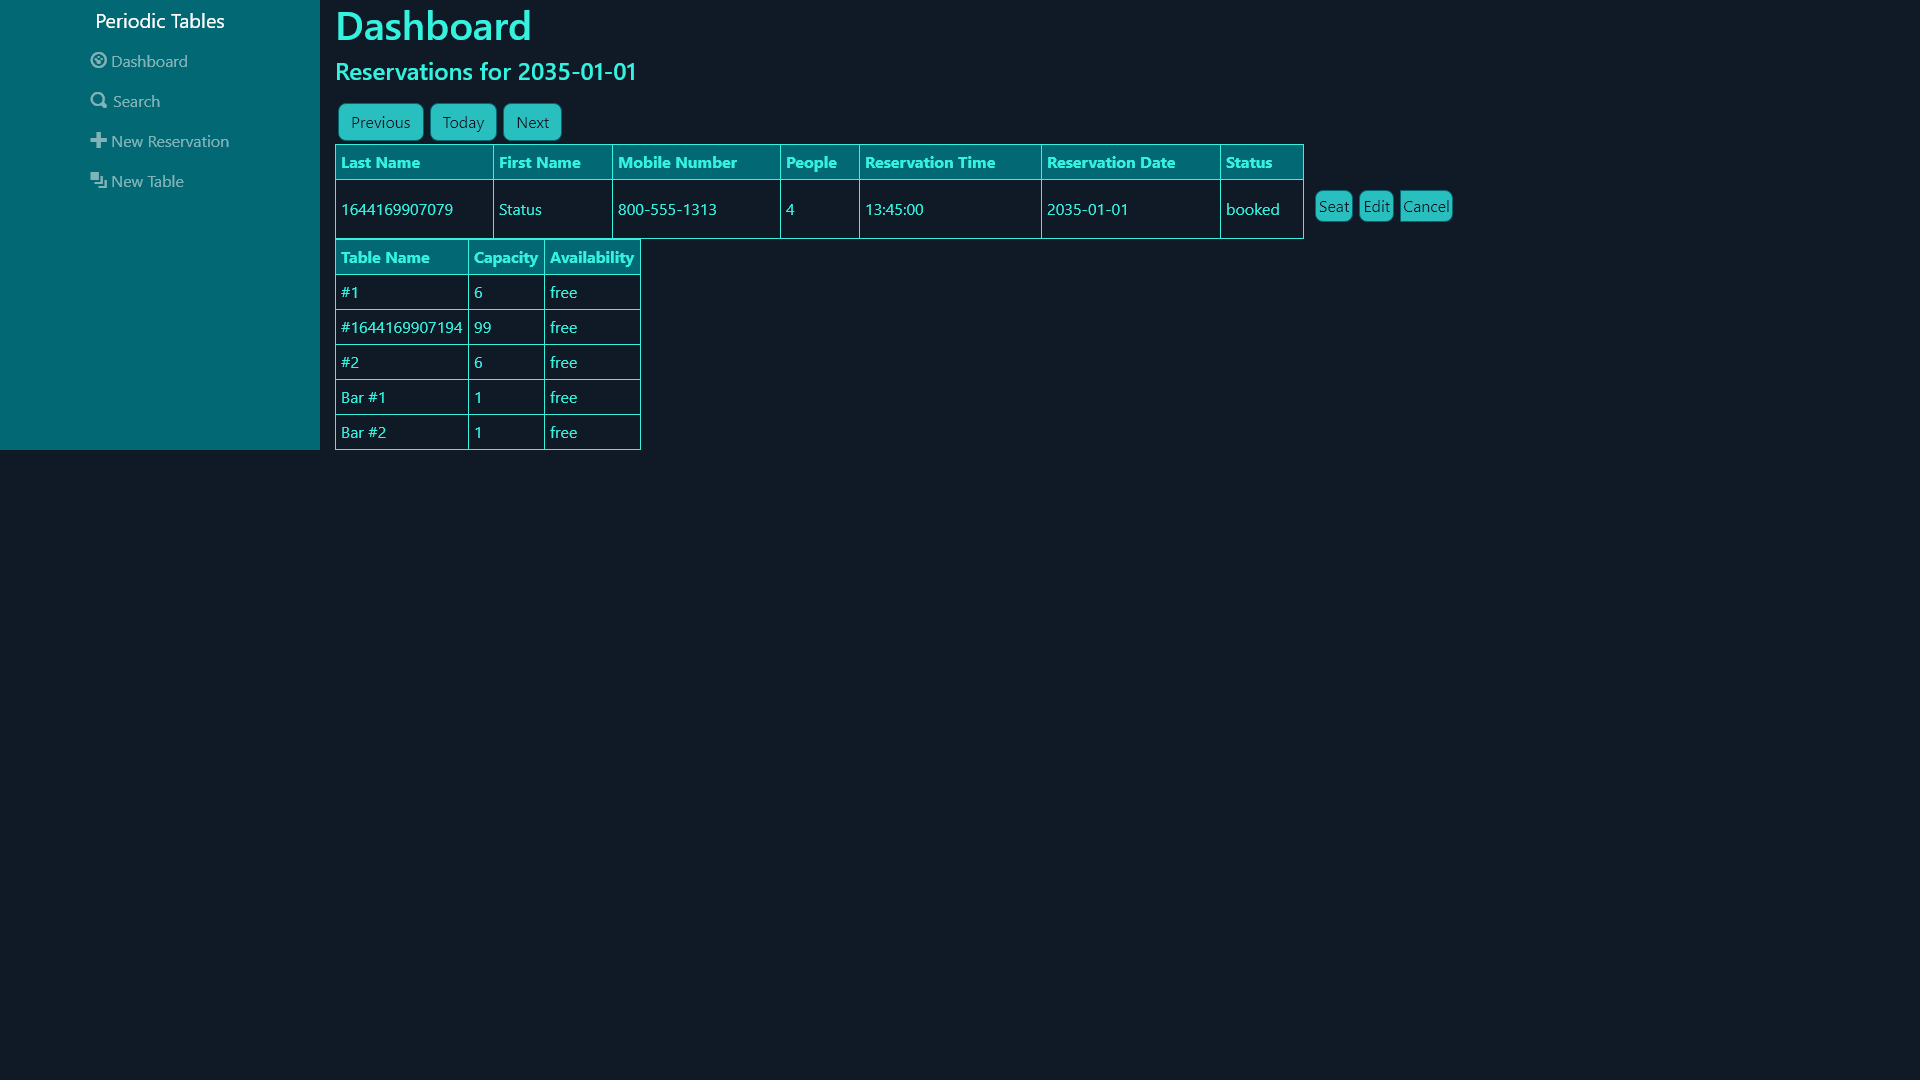 Periodic Tables
Dashboard
Search
New Reservation
New Table
Dashboard
Reservations for 2035-01-01
Previous Today Next
Last Name First Name Mobile Number People Reservation Time Reservation Date Status
1644169907079 Status 800-555-1313 4 13:45:00 2035-01-01 booked Seat Edit Cancel
Table Name Capacity Availability
#1 6 free
#1644169907194 99 free
#2 6 free
Bar #1 1 free
Bar #2 1 free